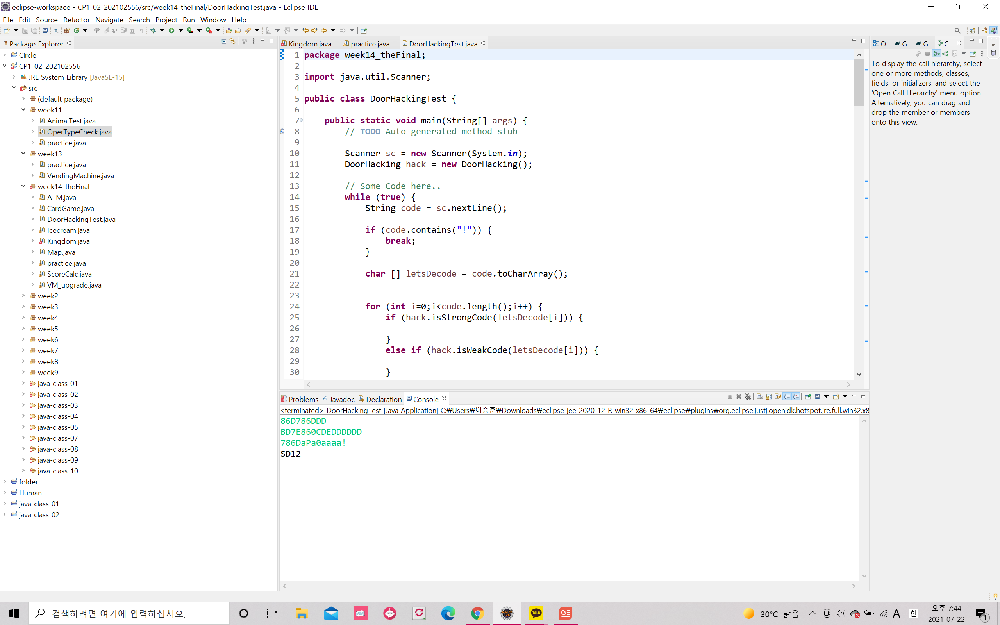 eclipse-workspace - CP1_02_202102556/src/week14_theFinal/DoorHackingTest.java - Eclipse IDE
File Edit Source Refactor Navigate Search Project Run Window Help
Package Explorer
Circle
CP1_02_202102556
JRE System Library [JavaSE-15]
src
(default package)
week11
AnimalTest.java
OperTypeCheck.java
practice.java
week13
practice.java
VendingMachine.java
week14_theFinal
ATM.java
CardGame.java
DoorHackingTest.java
Icecream.java
Kingdom.java
Map.java
practice.java
ScoreCalc.java
VM_upgrade.java
week2
week3
week4
week5
week6
week7
week8
week9
java-class-01
java-class-02
java-class-03
java-class-04
java-class-05
java-class-07
java-class-08
java-class-09
java-class-10
folder
Human
java-class-01
java-class-02
Kingdom.java practice.java DoorHackingTest.java
1 package week14_theFinal;
2
3 import java.util.Scanner;
4
5 public class DoorHackingTest {
6
7 public static void main(String[] args) {
8 // TODO Auto-generated method stub
9
10 Scanner sc = new Scanner(System.in);
11 DoorHacking hack = new DoorHacking();
12
13 // Some Code here..
14 while (true) {
15 String code = sc.nextLine();
16
17 if (code.contains("!")) {
18 break;
19 }
20
21 char [] letsDecode = code.toCharArray();
22
23
24 for (int i=0;i<code.length();i++) {
25 if (hack.isStrongCode(letsDecode[i])) {
26
27 }
28 else if (hack.isWeakCode(letsDecode[i])) {
29
30 }
Problems Javadoc Declaration Console
<terminated> DoorHackingTest [Java Application] C:₩Users₩이승훈₩Downloads₩eclipse-jee-2020-12-R-win32-x86_64₩eclipse₩plugins₩org.eclipse.justj.openjdk.hotspot.jre.full.win32.x8
86D786DDD
BD7E860CDEDDDDDD
786DaPa0aaaa!
SD12
O... G... G... C...
To display the call hierarchy, select
one or more methods, classes,
fields, or initializers, and select the
'Open Call Hierarchy' menu option.
Alternatively, you can drag and
drop the member or members
onto this view.
검색하려면 여기에 입력하십시오.
TALK
30℃ 맑음
A
한
오후 7:44
2021-07-22
1